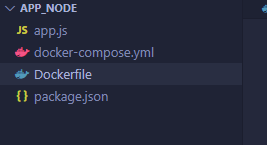 APP_NODE
JS app.js
docker-compose.yml
Dockerfile
{} package.json